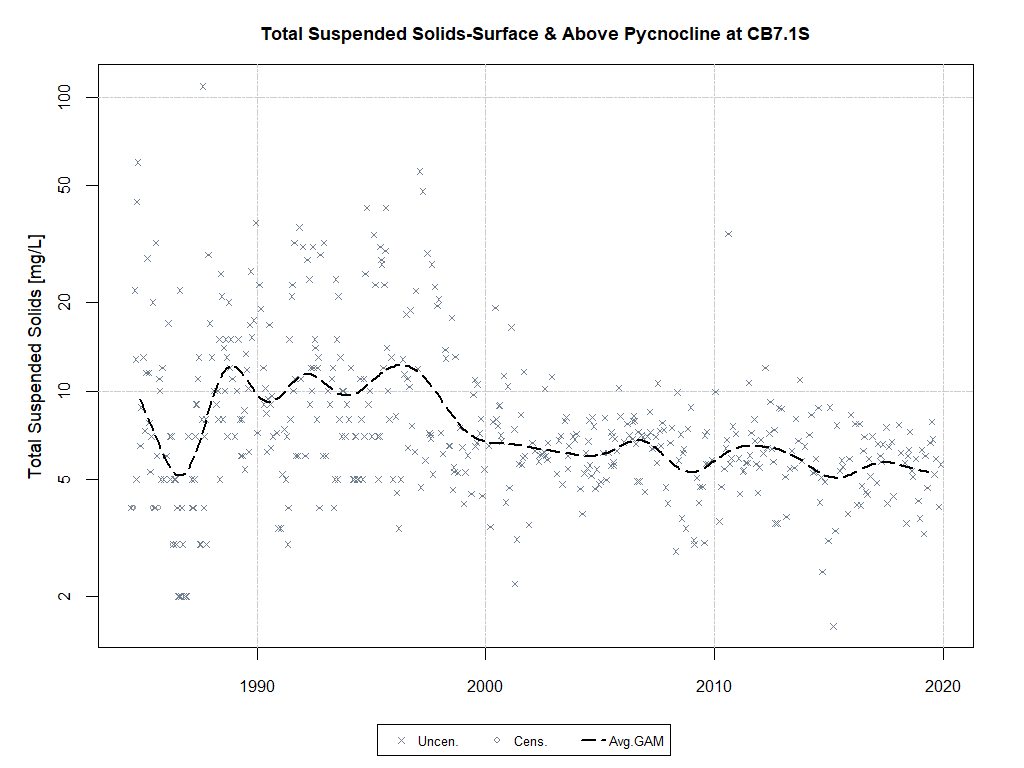 Total Suspended Solids-Surface & Above Pycnocline at CB7.1S
Total Suspended Solids [mg/L]
100
50
20
10
5
2
1990 2000 2010 2020
Uncen. Cens. Avg.GAM